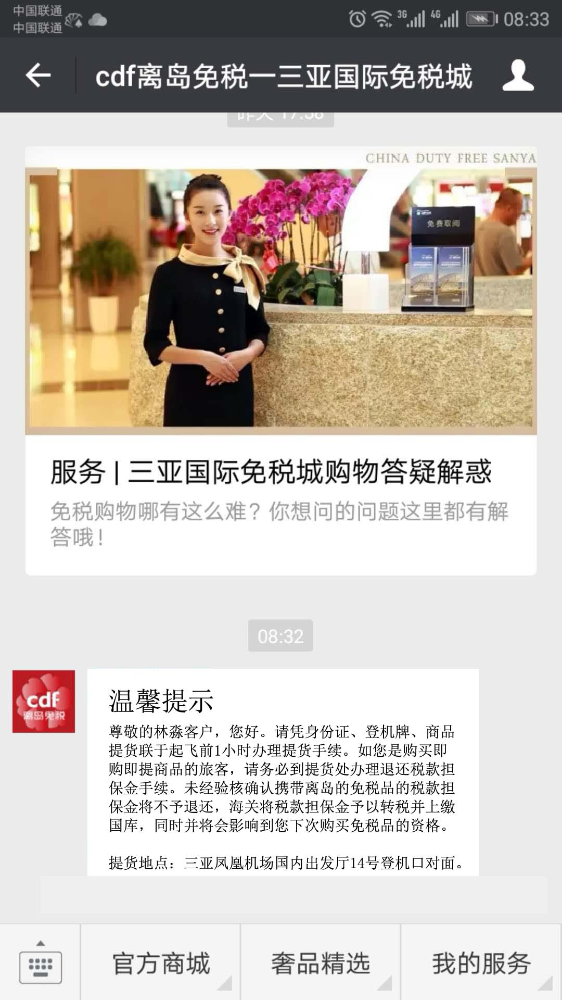 中国联通
中国联通
3G
4G
08:33
cdf离岛免税一三亚国际免税城
昨天 17:58
CHINA DUTY FREE SANYA
免费取阅
服务 | 三亚国际免税城购物答疑解惑
免税购物哪有这么难？你想问的问题这里都有解
答哦！
08:32
cdf
离岛免税
温馨提示
尊敬的林淼客户，您好。请凭身份证、登机牌、商品
提货联于起飞前1小时办理提货手续。如您是购买即
购即提商品的旅客，请务必到提货处办理退还税款担
保金手续。未经验核确认携带离岛的免税品的税款担
保金将不予退还，海关将税款担保金予以转税并上缴
国库，同时并将会影响到您下次购买免税品的资格。
提货地点：三亚凤凰机场国内出发厅14号登机口对面。
官方商城
奢品精选
我的服务